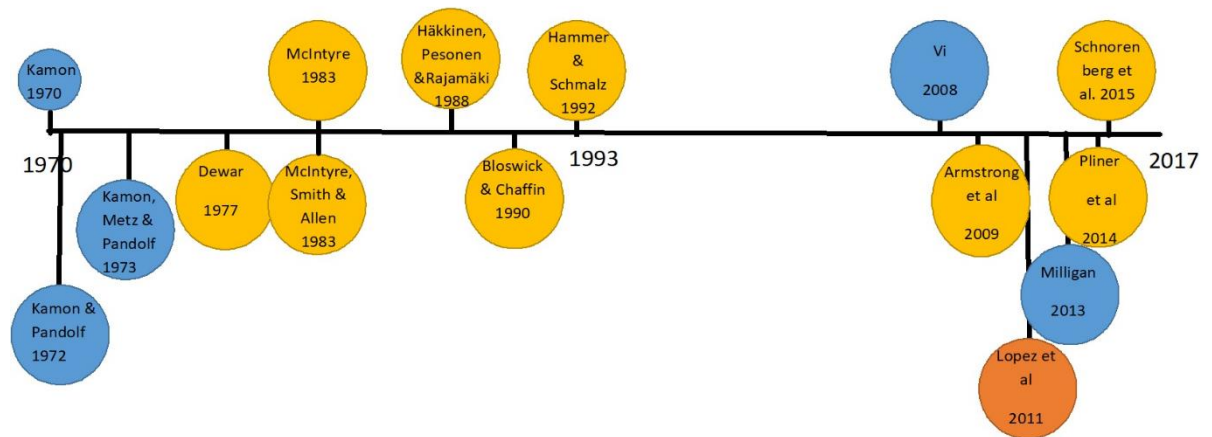 Kamon
1970
McIntyre
1983
Häkkinen,
Pesonen
&Rajamäki
1988
Hammer
&
Schmalz
1992
Vi
2008
Schnoren
berg et
al. 2015
1970
1993
2017
Kamon,
Metz &
Pandolf
1973
Dewar
1977
McIntyre,
Smith &
Allen
1983
Bloswick
& Chaffin
1990
Armstrong
et al
2009
Pliner
et al
2014
Kamon &
Pandolf
1972
Milligan
2013
Lopez et
al
2011